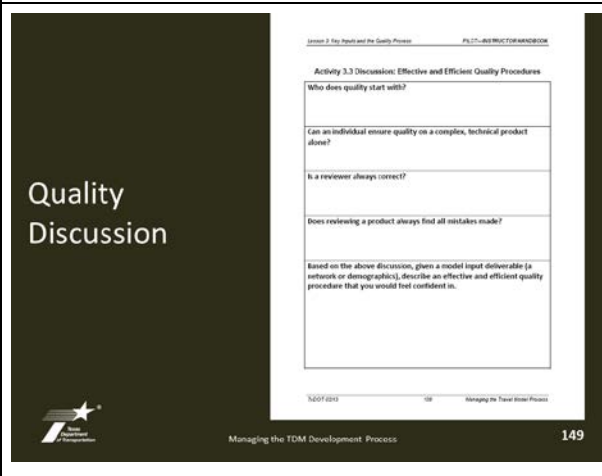 Lesson 3: Key Inputs and the Quality Process PILOT—INSTRUCTOR HANDBOOK
Activity 3.3 Discussion: Effective and Efficient Quality Procedures
Who does quality start with?
Can an individual ensure quality on a complex, technical product
alone?
Is a reviewer always correct?
Does reviewing a product always find all mistakes made?
Based on the above discussion, given a model input deliverable (a
network or demographics), describe an effective and efficient quality
procedure that you would feel confident in.
Managing the Travel Model Process
Quality
Discussion
Texas
Department
of Transportation
Managing the TDM Development Process
149